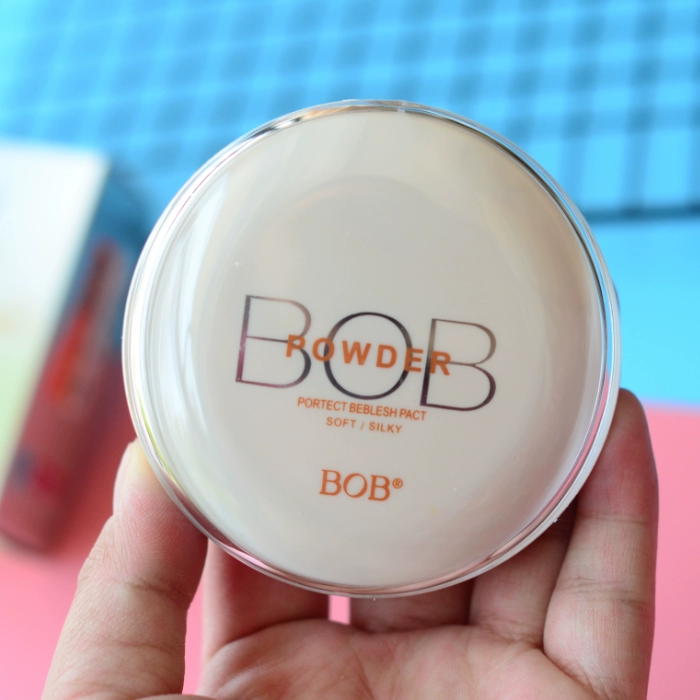 BOB
POWDER
PORTECT BEBLESH PACT
SOFT / SILKY
BOB®